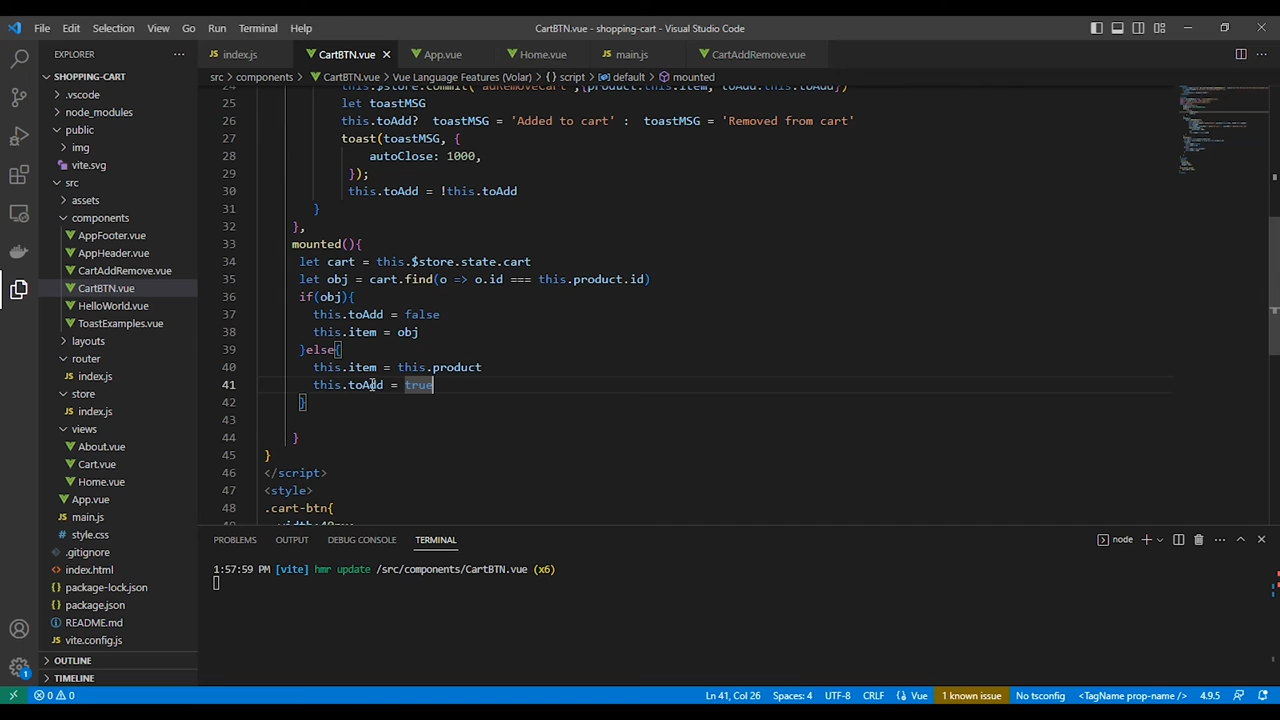 File Edit View Go Run Terminal Help
CartBTN.vue - shopping-cart - Visual Studio Code
EXPLORER
SHOPPING-CART
.vscode
node_modules
public
img
vite.svg
src
assets
components
AppFooter.vue
AppHeader.vue
CartAddRemove.vue
CartBTN.vue
HelloWorld.vue
ToastExamples.vue
layouts
router
index.js
store
index.js
views
About.vue
Cart.vue
Home.vue
App.vue
main.js
style.css
.gitignore
index.html
package-lock.json
package.json
README.md
vite.config.js
OUTLINE
TIMELINE
index.js CartBTN.vue App.vue Home.vue main.js CartAddRemove.vue
src > components > CartBTN.vue > Vue Language Features (Volar) > {} script > default > mounted
25 let toastMSG
26 this.toAdd? toastMSG = 'Added to cart' : toastMSG = 'Removed from cart'
27 toast(toastMSG, {
28 autoClose: 1000,
29 });
30 this.toAdd = !this.toAdd
31 }
32 },
33 mounted(){
34 let cart = this.$store.state.cart
35 let obj = cart.find(o => o.id === this.product.id)
36 if(obj){
37 this.toAdd = false
38 this.item = obj
39 }else{
40 this.item = this.product
41 this.toAdd = true
42 }
43
44 }
45 }
46 </script>
47 <style>
48 .cart-btn{
PROBLEMS OUTPUT DEBUG CONSOLE TERMINAL
node
1:57:59 PM [vite] hmr update /src/components/CartBTN.vue (x6)
0 0 Ln 41, Col 26 Spaces: 4 UTF-8 CRLF Vue 1 known issue No tsconfig <TagName prop-name /> 4.9.5
1